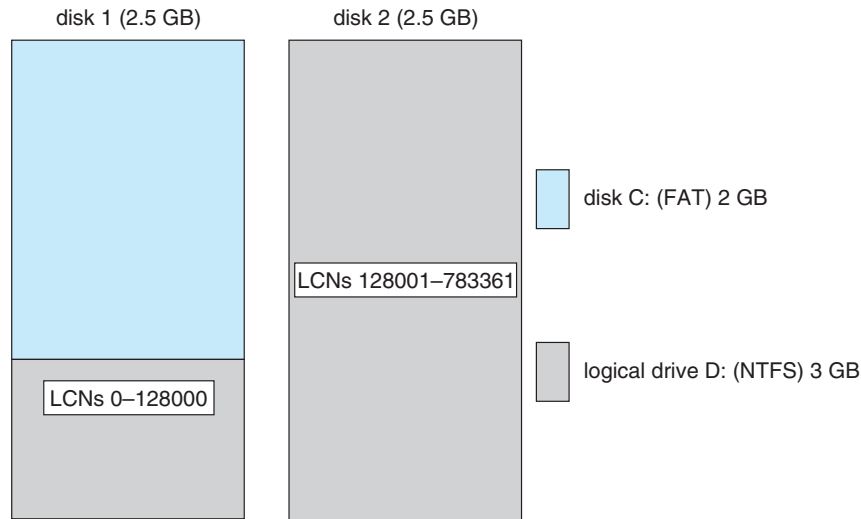 disk 1 (2.5 GB)
disk 2 (2.5 GB)
disk C: (FAT) 2 GB
LCNs 128001–783361
logical drive D: (NTFS) 3 GB
LCNs 0–128000